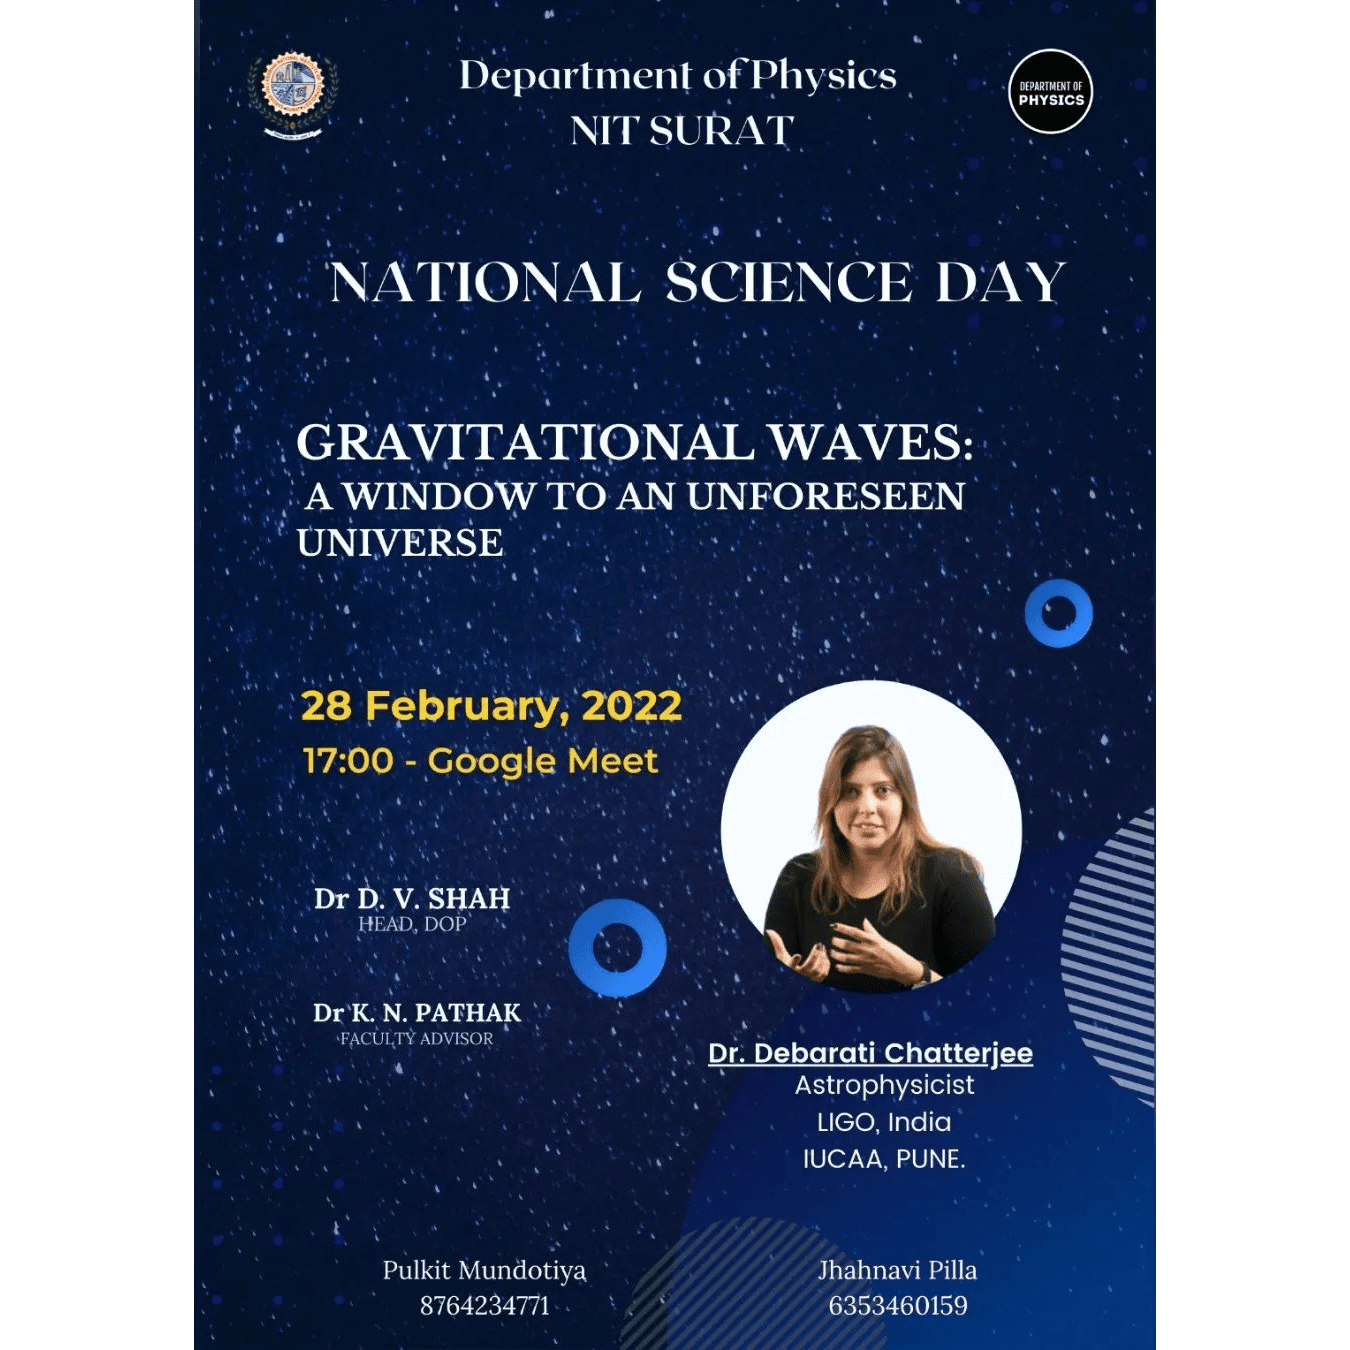 Department of Physics
NIT SURAT
DEPARTMENT OF
PHYSICS
NATIONAL SCIENCE DAY
GRAVITATIONAL WAVES:
A WINDOW TO AN UNFORESEEN
UNIVERSE
28 February, 2022
17:00 - Google Meet
Dr D. V. SHAH
HEAD, DOP
Dr K. N. PATHAK
FACULTY ADVISOR
Dr. Debarati Chatterjee
Astrophysicist
LIGO, India
IUCAA, PUNE.
Pulkit Mundotiya
8764234771
Jhahnavi Pilla
6353460159